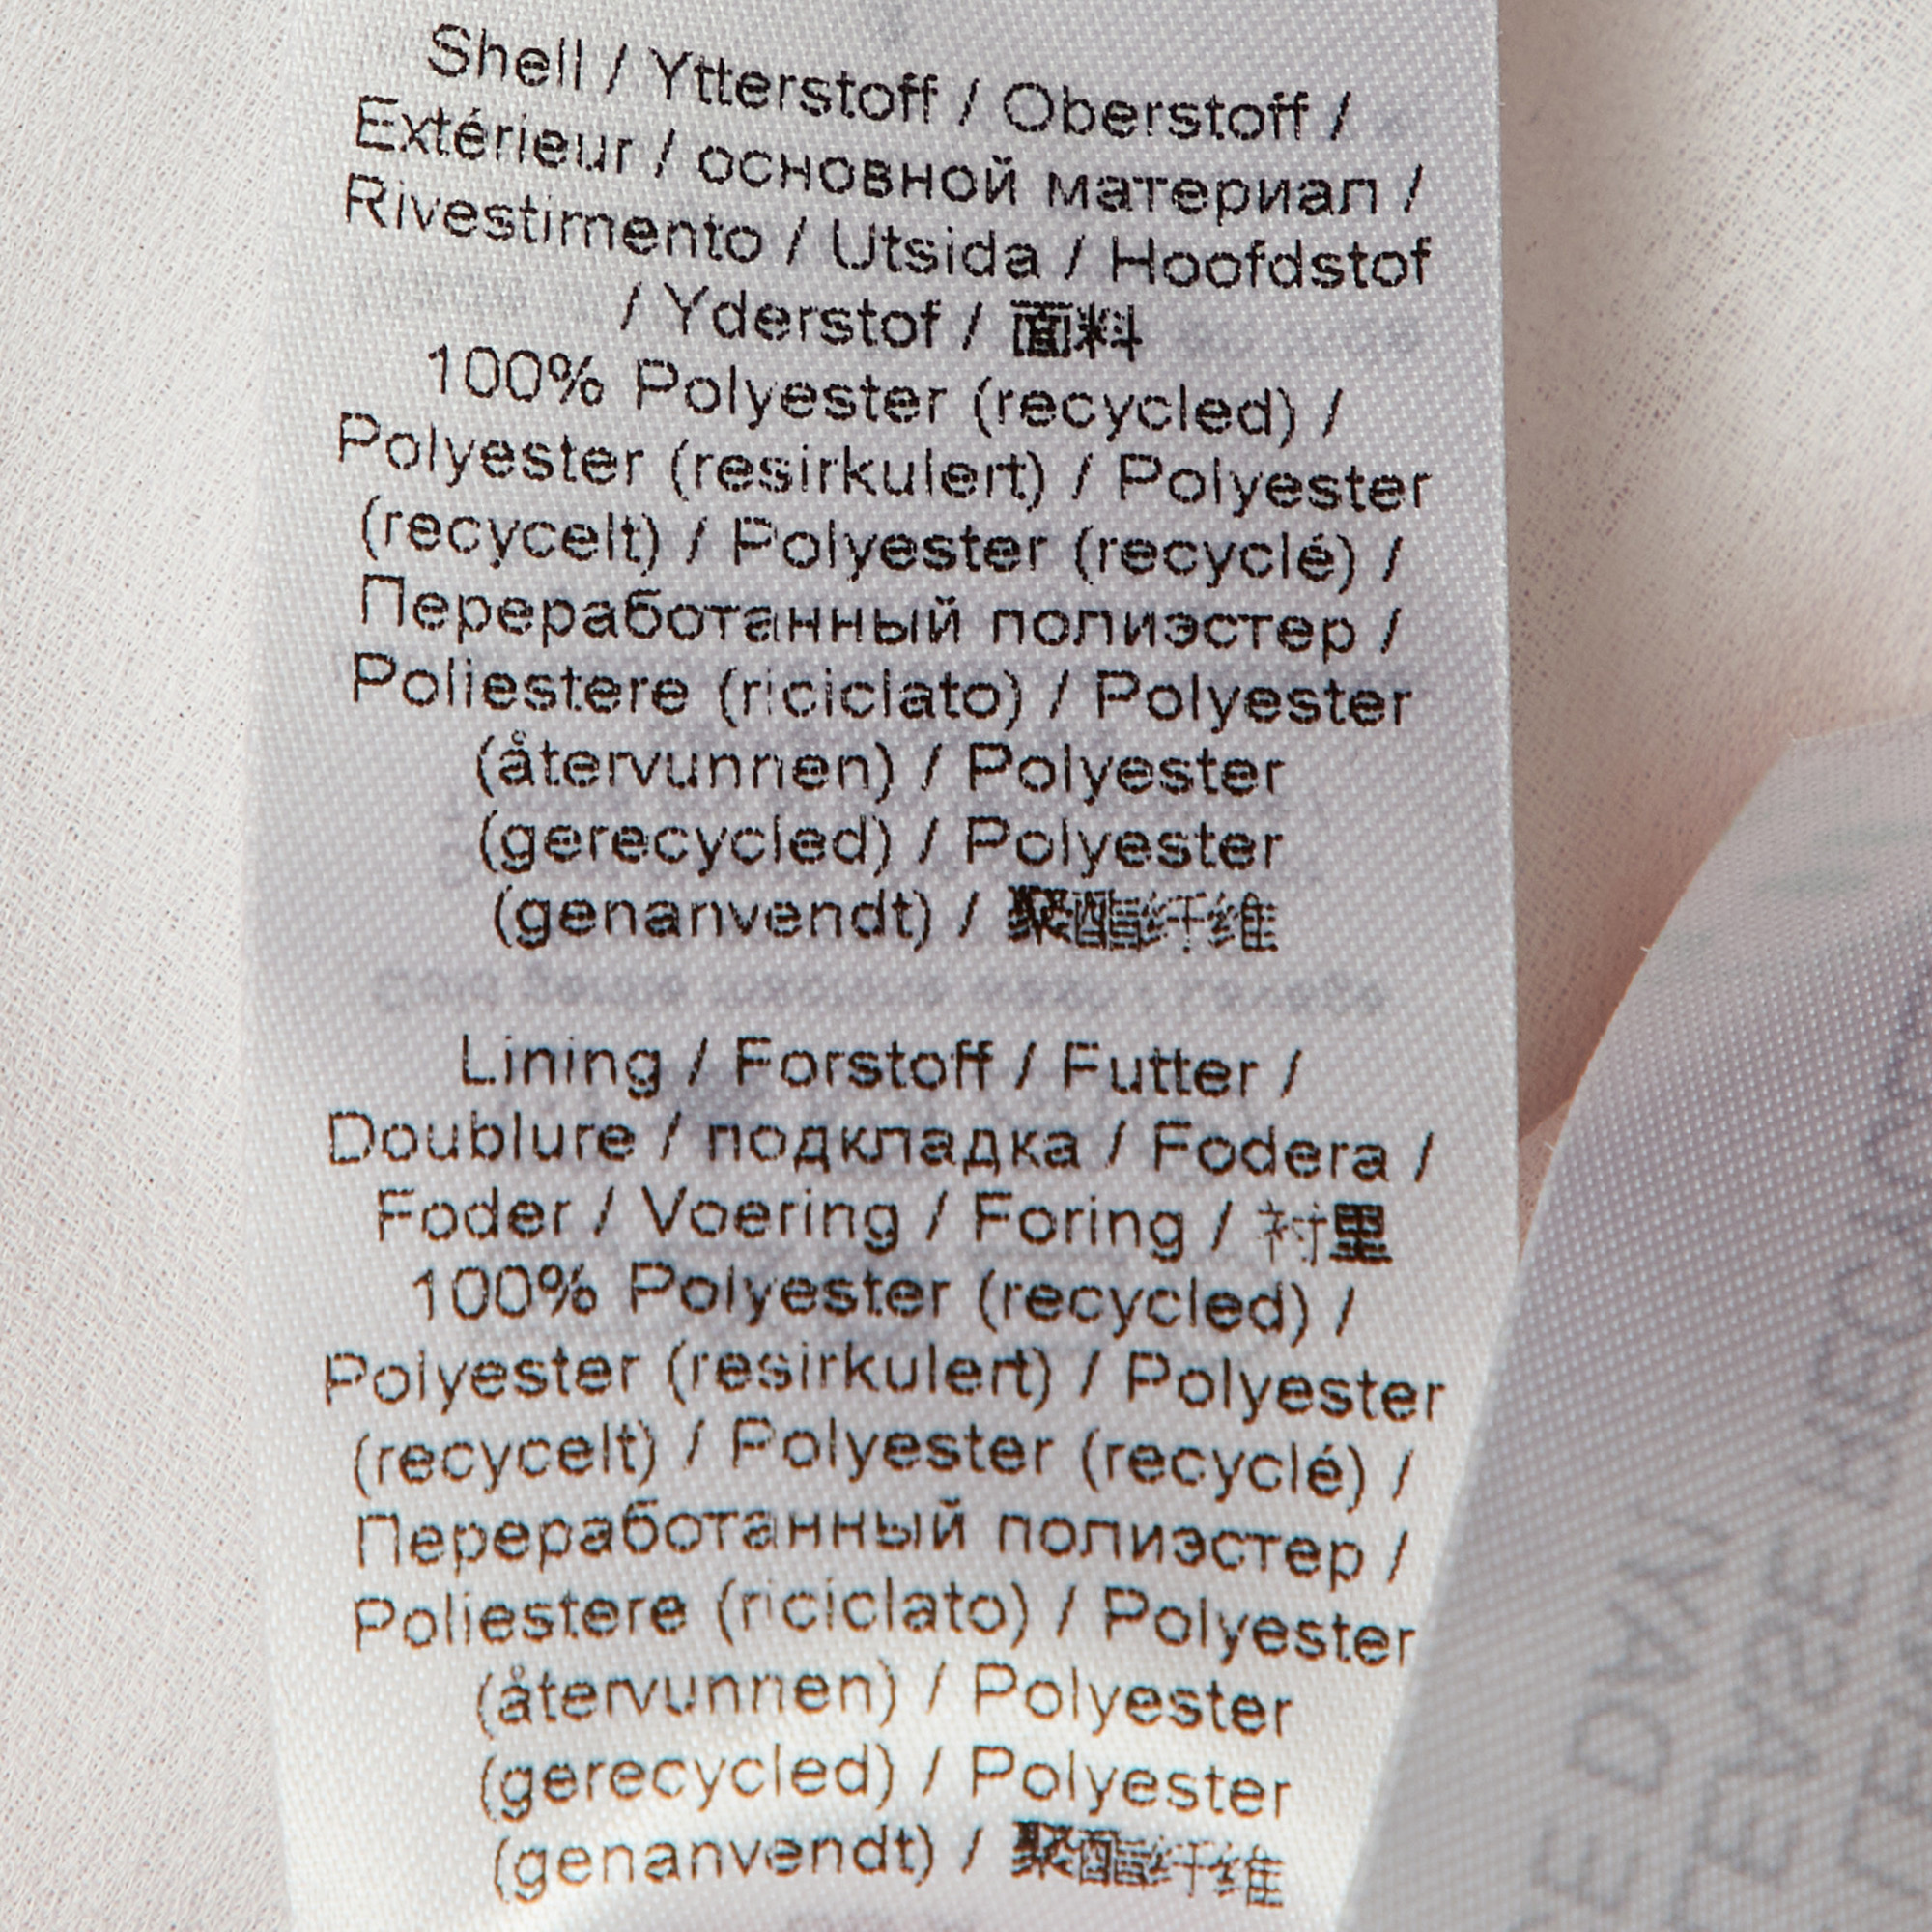 Shell / Ytterstoff / Oberstoff /
Extérieur / основной материал /
Rivestimento / Utsida / Hoofdstof
/ Yderstof / 面料
100% Polyester (recycled) /
Polyester (resirkulert) / Polyester
(recycelt) / Polyester (recyclé) /
Переработанный полиэстер /
Poliestere (riciclato) / Polyester
(återvunnen) / Polyester
(gerecycled) / Polyester
(genanvendt) / 聚酯纤维
Lining / Forstoff / Futter /
Doublure / подкладка / Fodera /
Foder / Voering / Foring / 衬里
100% Polyester (recycled) /
Polyester (resirkulert) / Polyester
(recycelt) / Polyester (recyclé) /
Переработанный полиэстер /
Poliestere (riciclato) / Polyester
(återvunnen) / Polyester
(gerecycled) / Polyester
(genanvendt) / 聚酯纤维